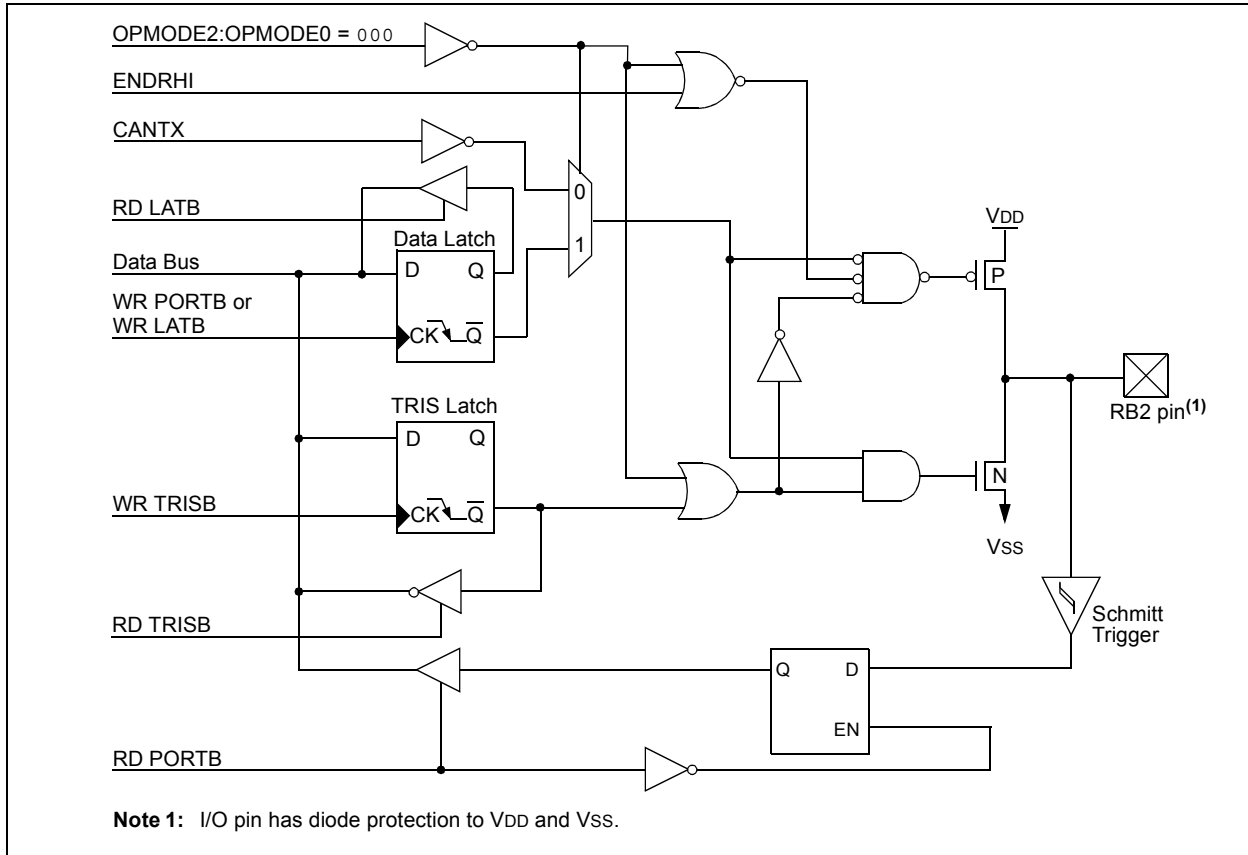 OPMODE2:OPMODE0 = 000
ENDRHI
CANTX
RD LATB
Data Bus
WR PORTB or
WR LATB
0
1
Data Latch
D Q
CK Q̅
TRIS Latch
D Q
CK Q̅
WR TRISB
RD TRISB
RD PORTB
VDD
P
N
VSS
RB2 pin(1)
Schmitt
Trigger
Q D
EN
Note 1: I/O pin has diode protection to VDD and VSS.